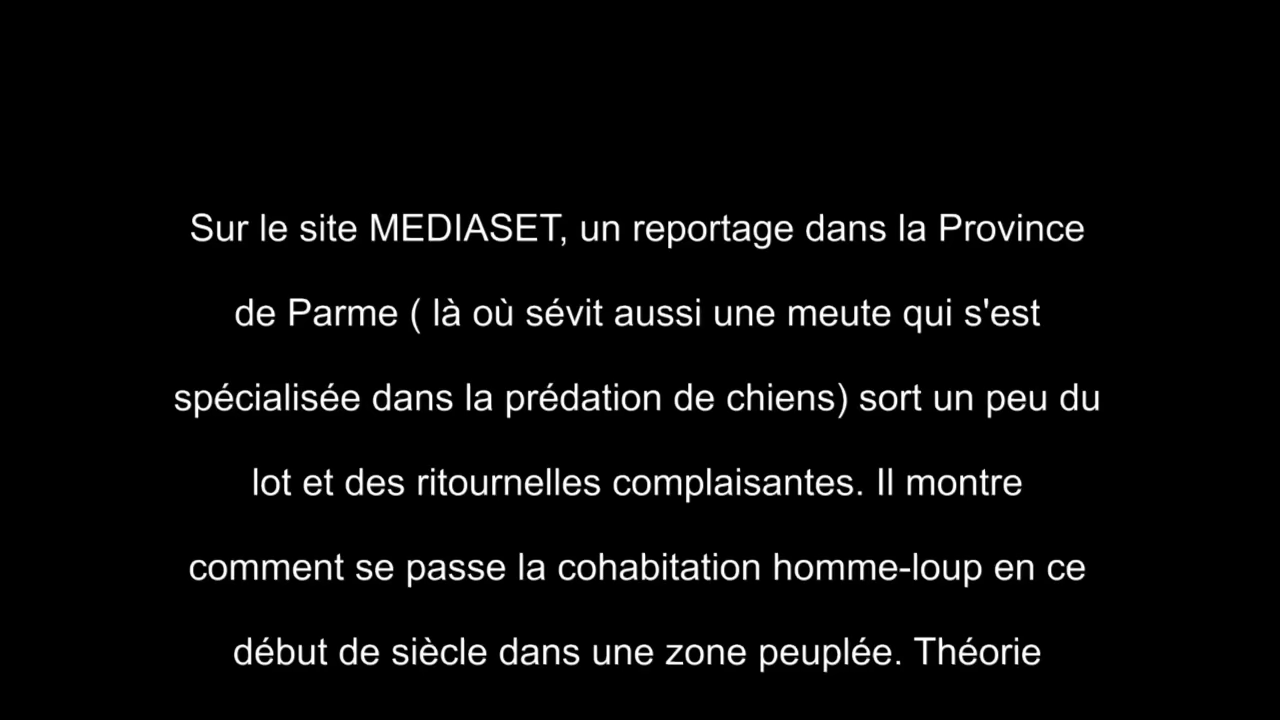 Sur le site MEDIASET, un reportage dans la Province
de Parme ( là où sévit aussi une meute qui s'est
spécialisée dans la prédation de chiens) sort un peu du
lot et des ritournelles complaisantes. Il montre
comment se passe la cohabitation homme-loup en ce
début de siècle dans une zone peuplée. Théorie